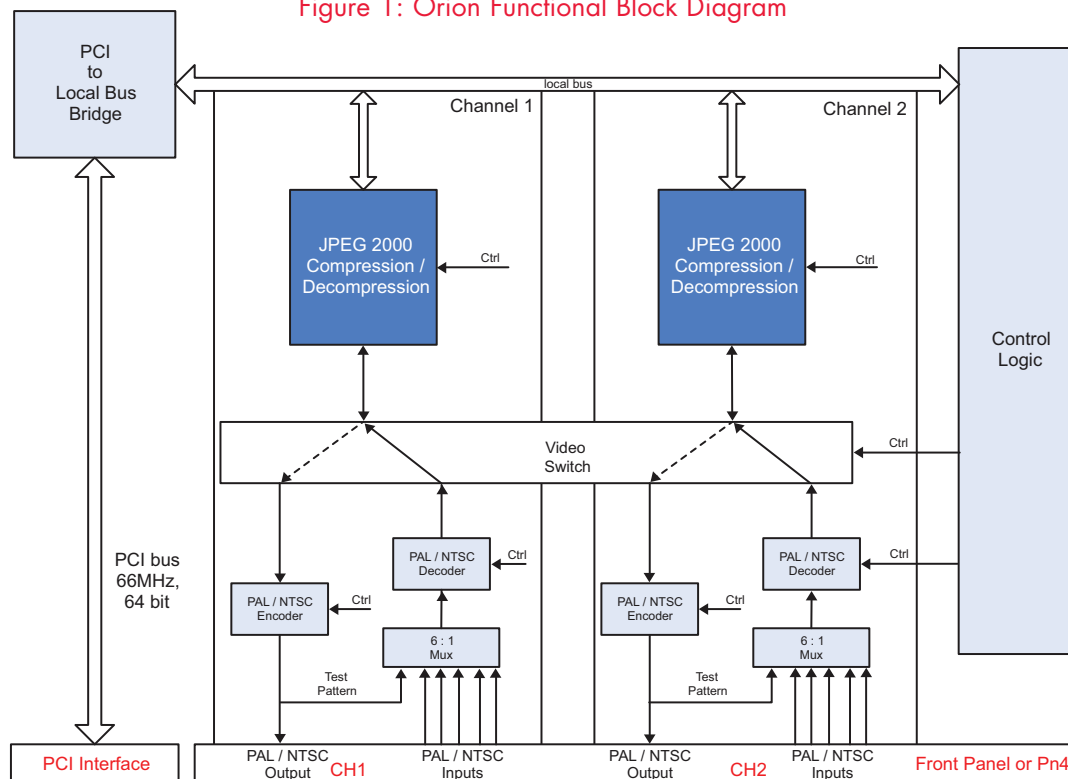 Figure 1: Orion Functional Block Diagram
PCI
to
Local Bus
Bridge
local bus
Channel 1
Channel 2
JPEG 2000
Compression /
Decompression
Ctrl
JPEG 2000
Compression /
Decompression
Ctrl
Control
Logic
Video
Switch
Ctrl
PCI bus
66MHz,
64 bit
PAL / NTSC
Decoder
Ctrl
PAL / NTSC
Encoder
Ctrl
6 : 1
Mux
Test
Pattern
PAL / NTSC
Decoder
Ctrl
PAL / NTSC
Encoder
Ctrl
6 : 1
Mux
Test
Pattern
PCI Interface
PAL / NTSC
Output
CH1
PAL / NTSC
Inputs
PAL / NTSC
Output
CH2
PAL / NTSC
Inputs
Front Panel or Pn4